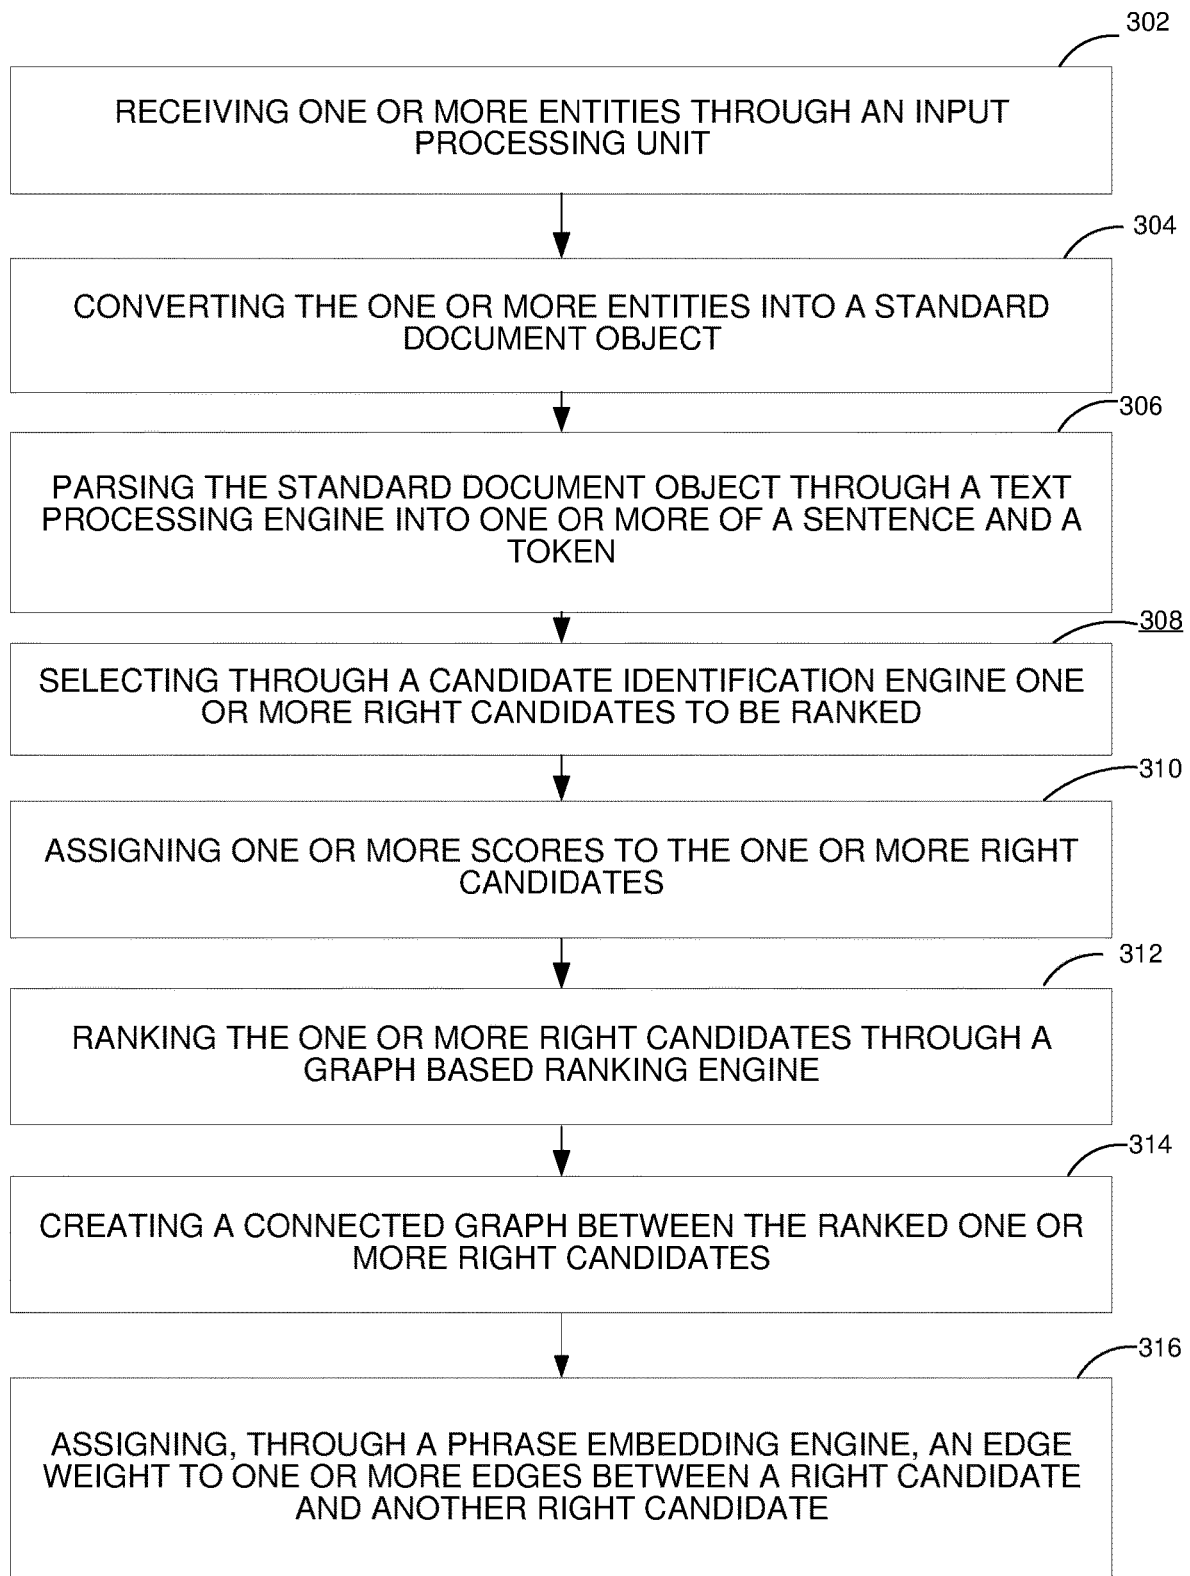 302
RECEIVING ONE OR MORE ENTITIES THROUGH AN INPUT
PROCESSING UNIT
304
CONVERTING THE ONE OR MORE ENTITIES INTO A STANDARD
DOCUMENT OBJECT
306
PARSING THE STANDARD DOCUMENT OBJECT THROUGH A TEXT
PROCESSING ENGINE INTO ONE OR MORE OF A SENTENCE AND A
TOKEN
308
SELECTING THROUGH A CANDIDATE IDENTIFICATION ENGINE ONE
OR MORE RIGHT CANDIDATES TO BE RANKED
310
ASSIGNING ONE OR MORE SCORES TO THE ONE OR MORE RIGHT
CANDIDATES
312
RANKING THE ONE OR MORE RIGHT CANDIDATES THROUGH A
GRAPH BASED RANKING ENGINE
314
CREATING A CONNECTED GRAPH BETWEEN THE RANKED ONE OR
MORE RIGHT CANDIDATES
316
ASSIGNING, THROUGH A PHRASE EMBEDDING ENGINE, AN EDGE
WEIGHT TO ONE OR MORE EDGES BETWEEN A RIGHT CANDIDATE
AND ANOTHER RIGHT CANDIDATE